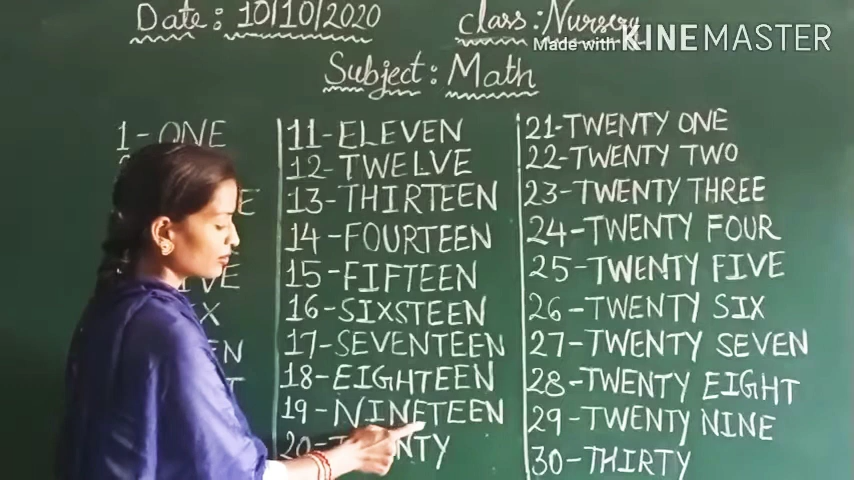 Date: 10/10/2020
Class: Nursery
Made with KINEMASTER
Subject: Math
1- ONE
11-ELEVEN
12-TWELVE
13-THIRTEEN
14-FOURTEEN
15-FIFTEEN
16-SIXSTEEN
17-SEVENTEEN
18-EIGHTEEN
19-NINETEEN
20-TWENTY
21-TWENTY ONE
22-TWENTY TWO
23-TWENTY THREE
24-TWENTY FOUR
25-TWENTY FIVE
26-TWENTY SIX
27-TWENTY SEVEN
28-TWENTY EIGHT
29-TWENTY NINE
30-THIRTY